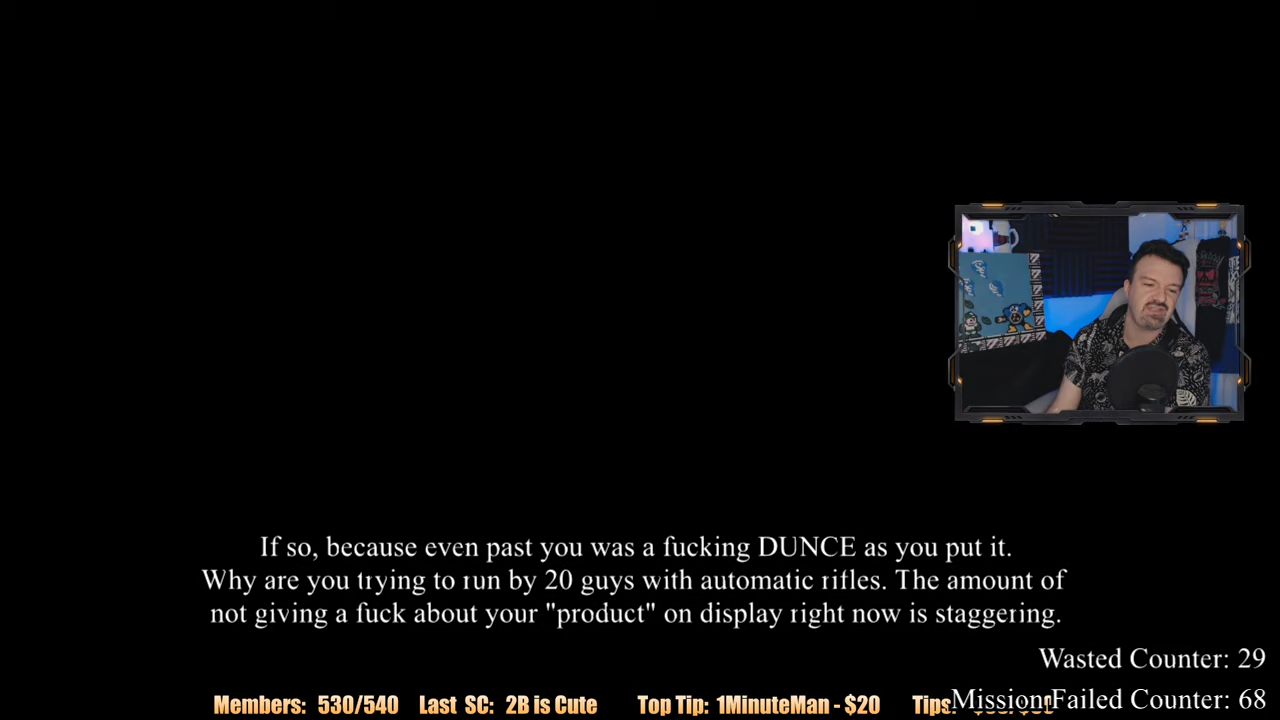 If so, because even past you was a fucking DUNCE as you put it.
Why are you trying to run by 20 guys with automatic rifles. The amount of
not giving a fuck about your "product" on display right now is staggering.
Wasted Counter: 29
Members: 530/540 Last SC: 2B is Cute Top Tip: 1MinuteMan - $20 Tips:
Mission Failed Counter: 68